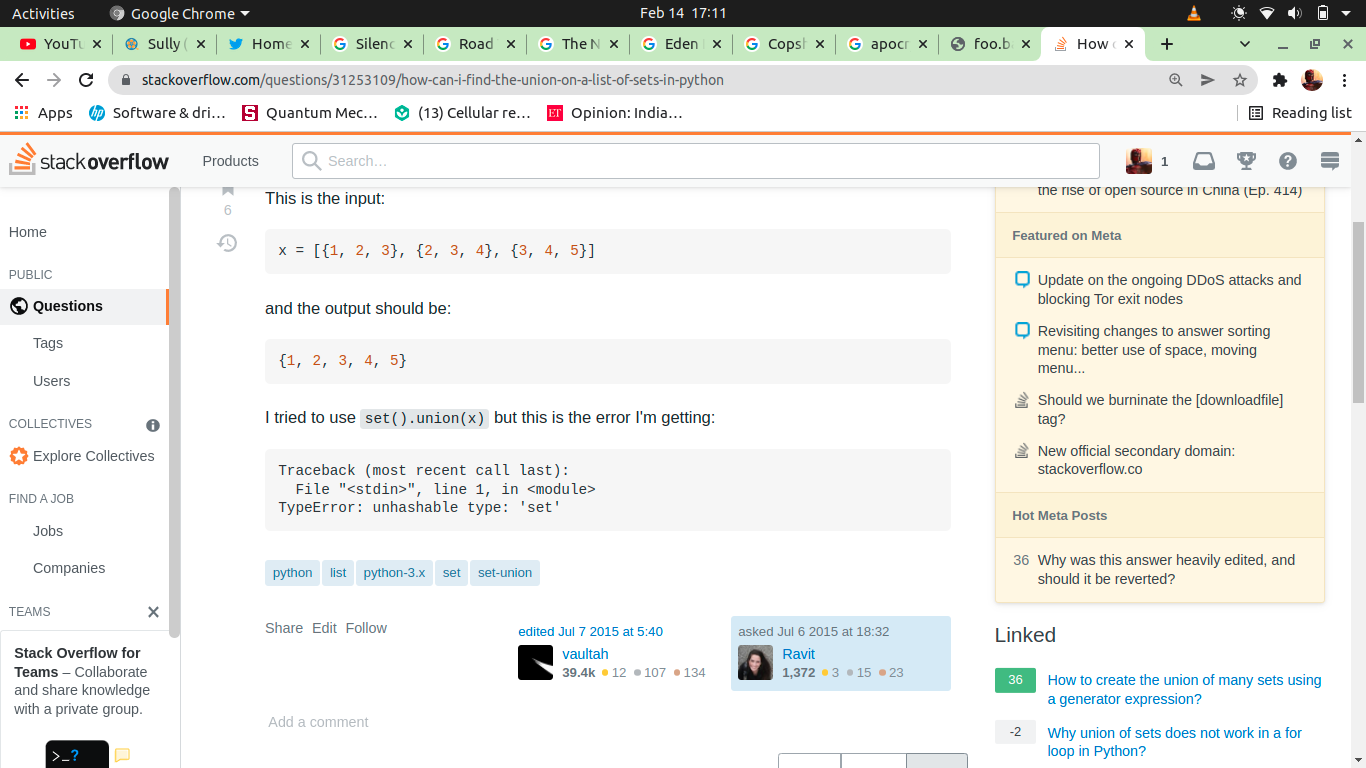 Activities
Google Chrome
Feb 14 17:11
YouTu
Sully (
Home
Silenc
Road
The N
Eden
Copsh
apocr
foo.ba
How
stackoverflow.com/questions/31253109/how-can-i-find-the-union-on-a-list-of-sets-in-python
Apps
Software & dri…
Quantum Mec…
(13) Cellular re…
Opinion: India…
Reading list
stackoverflow
Products
Search…
1
Home
PUBLIC
Questions
Tags
Users
COLLECTIVES
Explore Collectives
FIND A JOB
Jobs
Companies
TEAMS
Stack Overflow for
Teams – Collaborate
and share knowledge
with a private group.
>_?
6
This is the input:
x = [{1, 2, 3}, {2, 3, 4}, {3, 4, 5}]
and the output should be:
{1, 2, 3, 4, 5}
I tried to use set().union(x) but this is the error I'm getting:
Traceback (most recent call last):
File "<stdin>", line 1, in <module>
TypeError: unhashable type: 'set'
python list python-3.x set set-union
Share Edit Follow
edited Jul 7 2015 at 5:40
vaultah
39.4k 12 107 134
asked Jul 6 2015 at 18:32
Ravit
1,372 3 15 23
Add a comment
the rise of open source in China (Ep. 414)
Featured on Meta
Update on the ongoing DDoS attacks and
blocking Tor exit nodes
Revisiting changes to answer sorting
menu: better use of space, moving
menu...
Should we burninate the [downloadfile]
tag?
New official secondary domain:
stackoverflow.co
Hot Meta Posts
36 Why was this answer heavily edited, and
should it be reverted?
Linked
36 How to create the union of many sets using
a generator expression?
-2 Why union of sets does not work in a for
loop in Python?